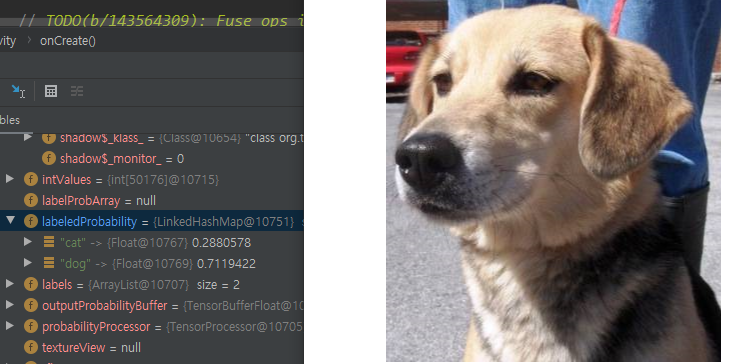 // TODO(b/143564309): Fuse ops i
vity > onCreate()
bles
shadow$_klass_ = {Class@10654} "class org.t
shadow$_monitor_ = 0
intValues = {int[50176]@10715}
labelProbArray = null
labeledProbability = {LinkedHashMap@10751} s
"cat" -> {Float@10767} 0.2880578
"dog" -> {Float@10769} 0.7119422
labels = {ArrayList@10707} size = 2
outputProbabilityBuffer = {TensorBufferFloat@10
probabilityProcessor = {TensorProcessor@10705
textureView = null